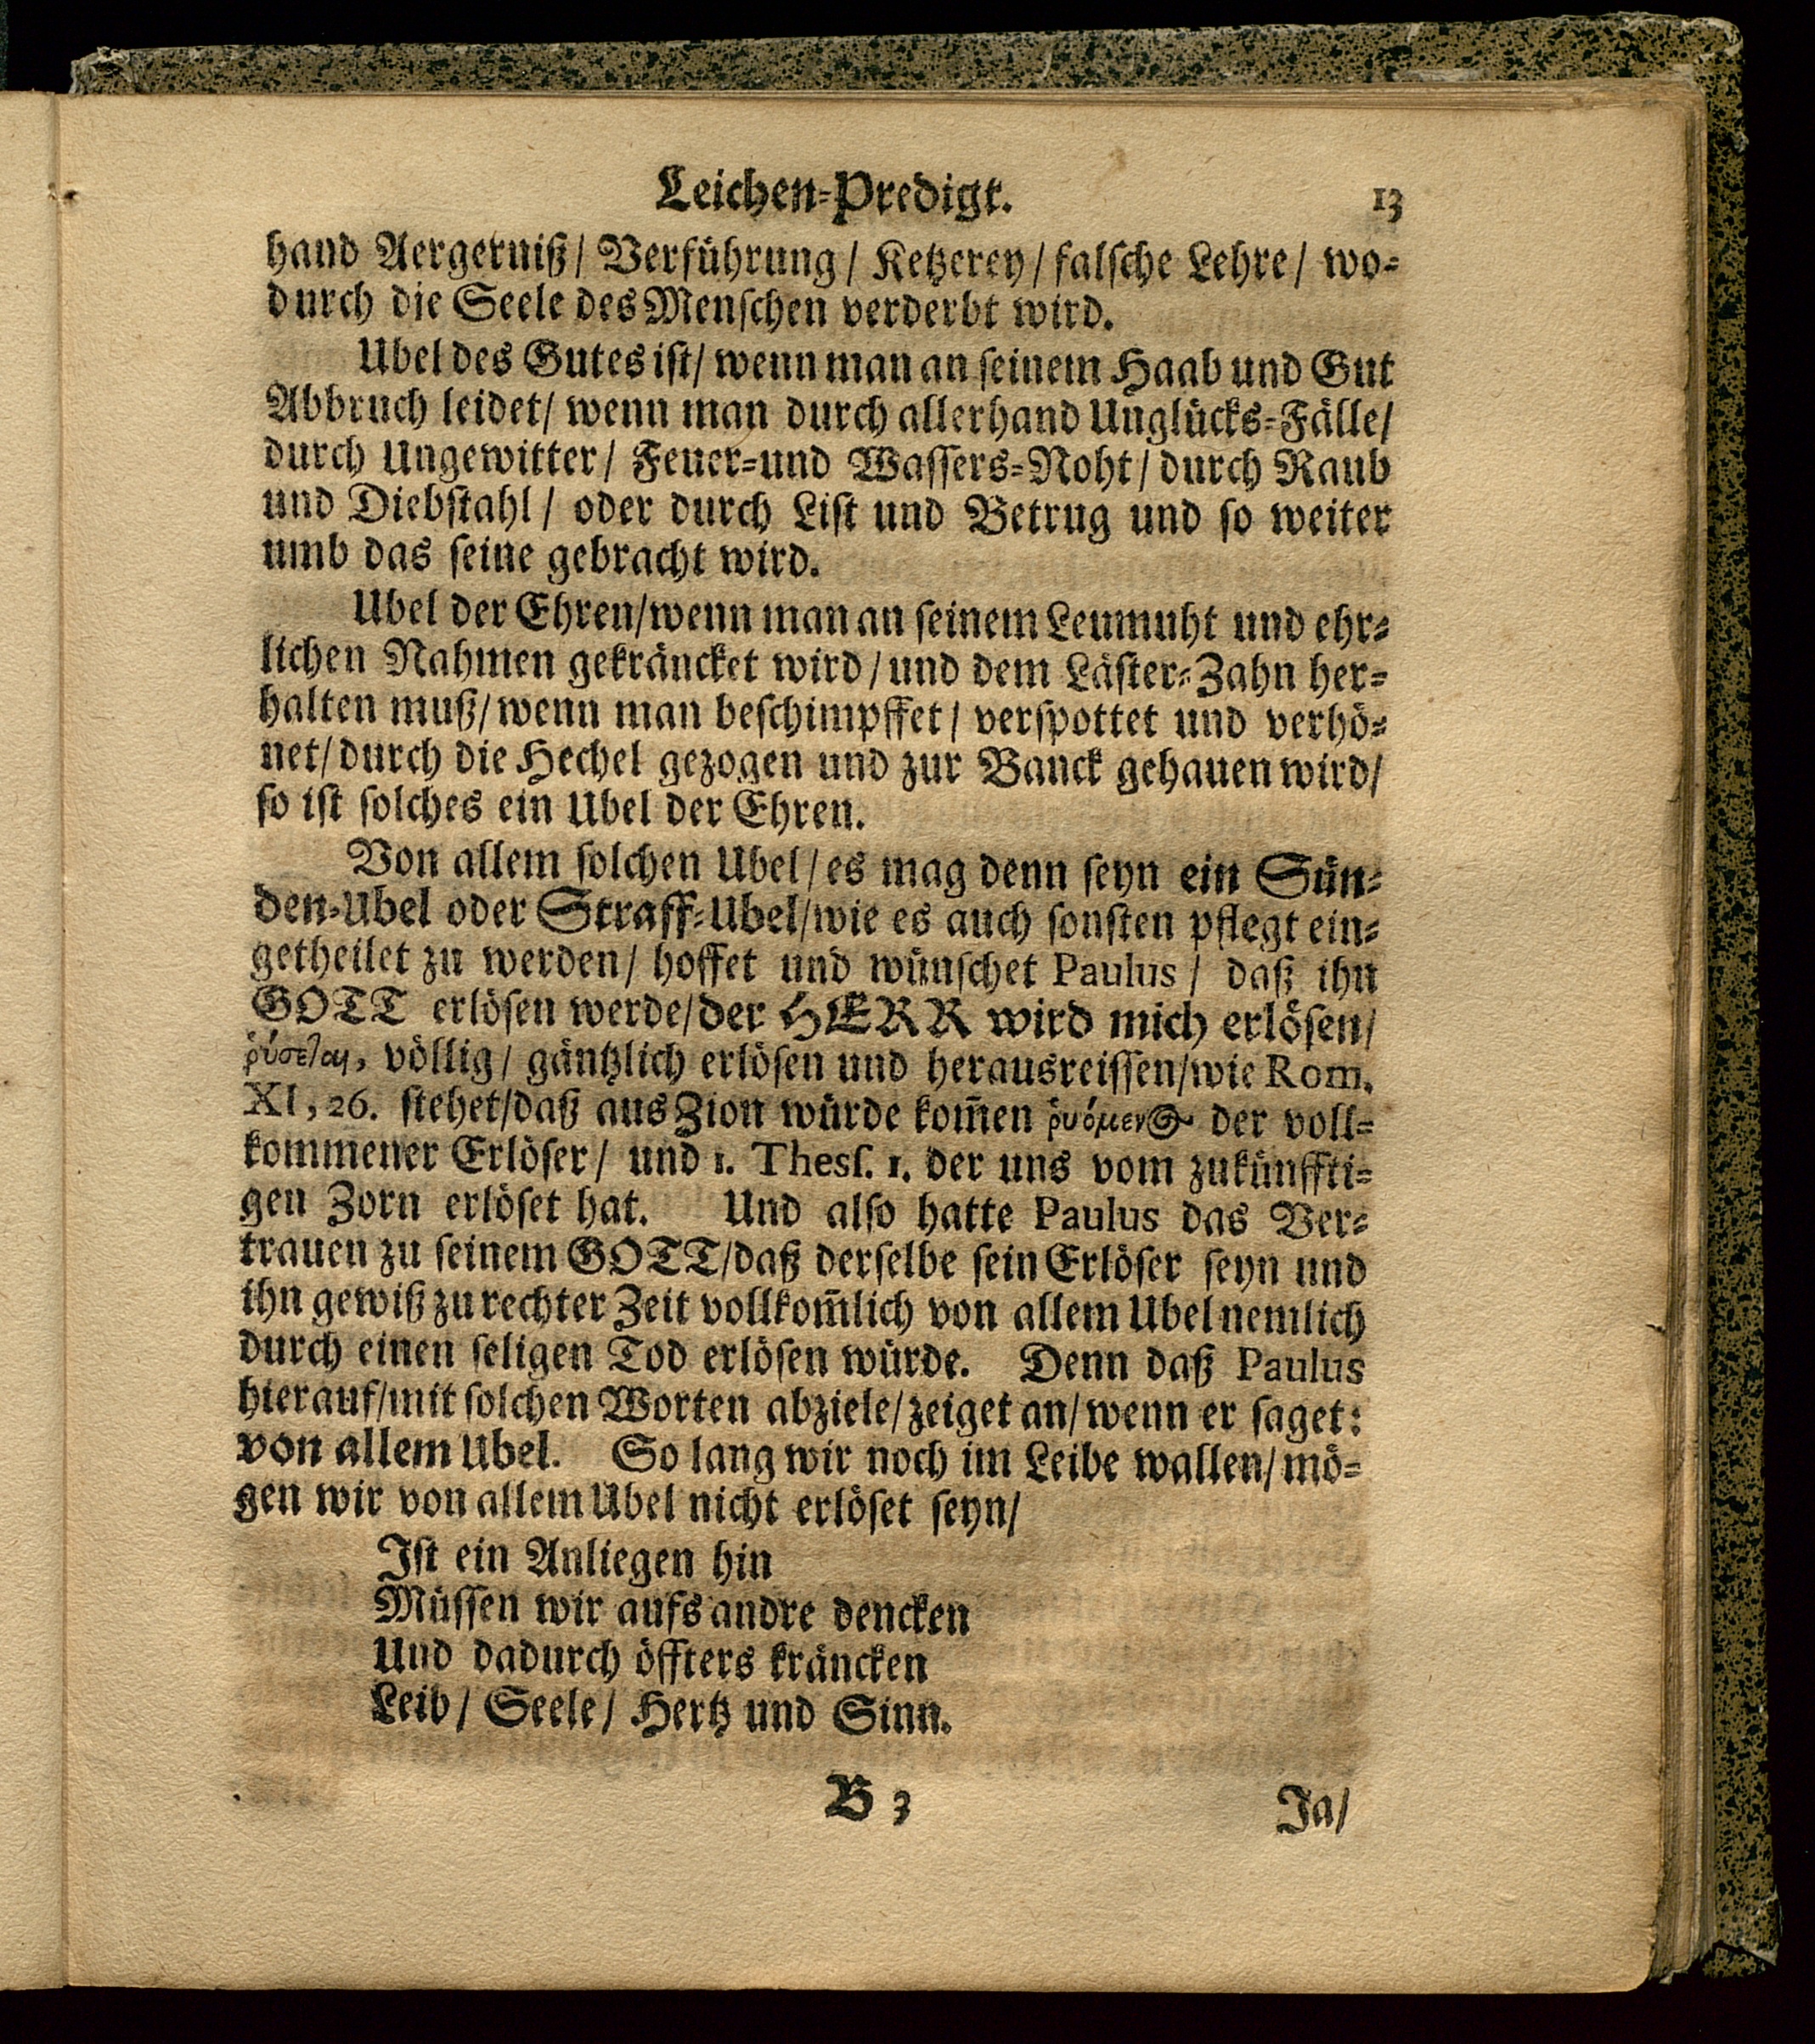 Leichen-Predigt. 13
hand Aergerniß/ Verführung/ Ketzerey/ falsche Lehre/ wo-
durch die Seele des Menschen verderbt wird.
Ubel des Gutes ist/ wenn man an seinem Haab und Gut
Abbruch leidet/ wenn man durch allerhand Unglücks-Fälle/
durch Ungewitter/ Feuer-und Wassers-Noht/ durch Raub
und Diebstahl/ oder durch List und Betrug und so weiter
umb das seine gebracht wird.
Ubel der Ehren/ wenn man an seinem Leumuht und ehr-
lichen Nahmen gekräncket wird/ und dem Läster-Zahn her-
halten muß/ wenn man beschimpffet/ verspottet und verhö-
net/ durch die Hechel gezogen und zur Banck gehauen wird/
so ist solches ein Ubel der Ehren.
Von allem solchen Ubel/ es mag denn seyn ein Sün-
den-Ubel oder Straff-Ubel/ wie es auch sonsten pflegt ein-
getheilet zu werden/ hoffet und wünschet Paulus/ daß ihn
GOTT erlösen werde/ der HERR wird mich erlösen/
ῥύσεται, völlig/ gäntzlich erlösen und herausreissen/ wie Rom.
XI, 26. stehet/ daß aus Zion würde kom̃en ῥυόμενος der voll-
kommener Erlöser/ und 1. Thess. 1. der uns vom zukünffti-
gen Zorn erlöset hat. Und also hatte Paulus das Ver-
trauen zu seinem GOTT/ daß derselbe sein Erlöser seyn und
ihn gewiß zu rechter Zeit vollkom̃lich von allem Ubel nemlich
durch einen seligen Tod erlösen würde. Denn daß Paulus
hierauf/ mit solchen Worten abziele/ zeiget an/ wenn er saget:
von allem Ubel. So lang wir noch im Leibe wallen/ mö-
gen wir von allem Ubel nicht erlöset seyn/
Ist ein Anliegen hin
Müssen wir aufs andre dencken
Und dadurch öffters kräncken
Leib/ Seele/ Hertz und Sinn.
B 3 Ja/